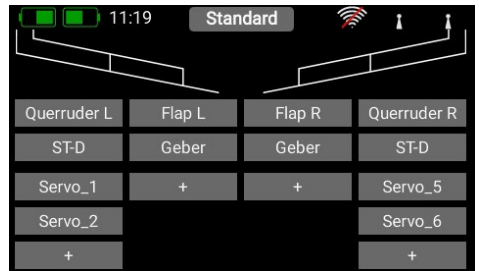 11:19 Standard
Querruder L Flap L Flap R Querruder R
ST-D Geber Geber ST-D
Servo_1 + + Servo_5
Servo_2 Servo_6
+ +